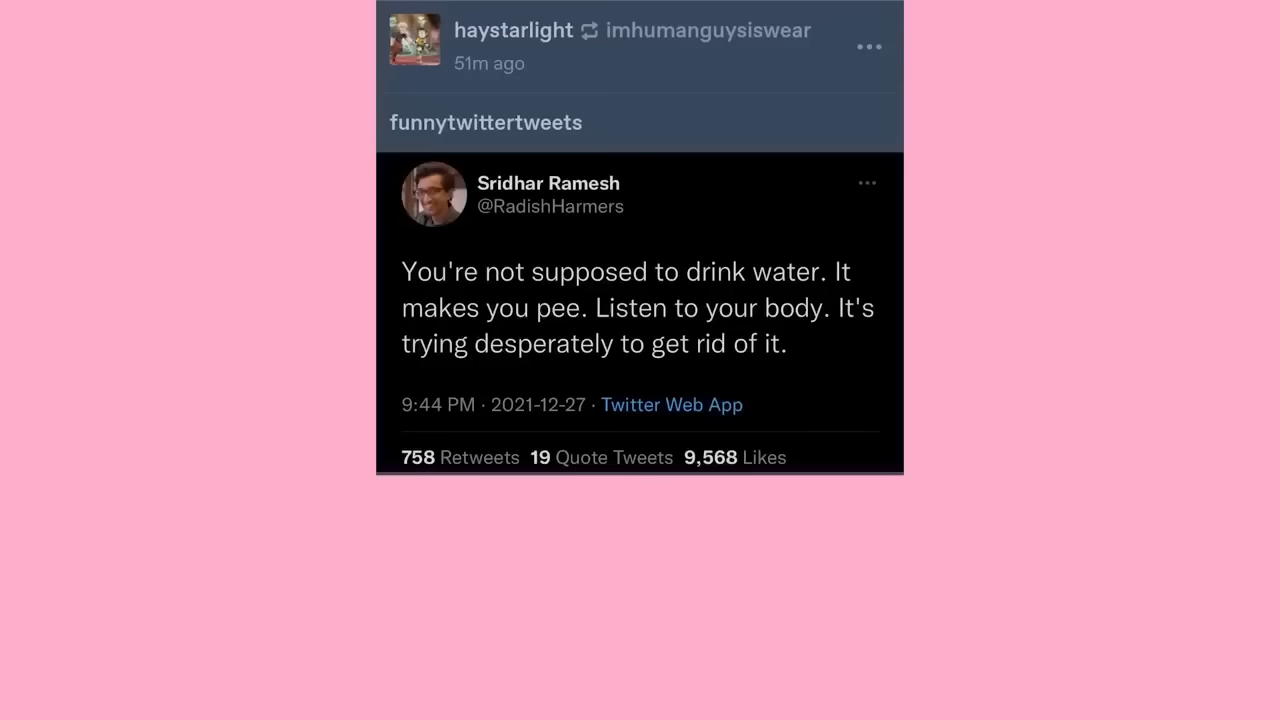 haystarlight imhumanguysiswear
51m ago
funnytwittertweets
Sridhar Ramesh
@RadishHarmers
You're not supposed to drink water. It
makes you pee. Listen to your body. It's
trying desperately to get rid of it.
9:44 PM · 2021-12-27 · Twitter Web App
758 Retweets 19 Quote Tweets 9,568 Likes